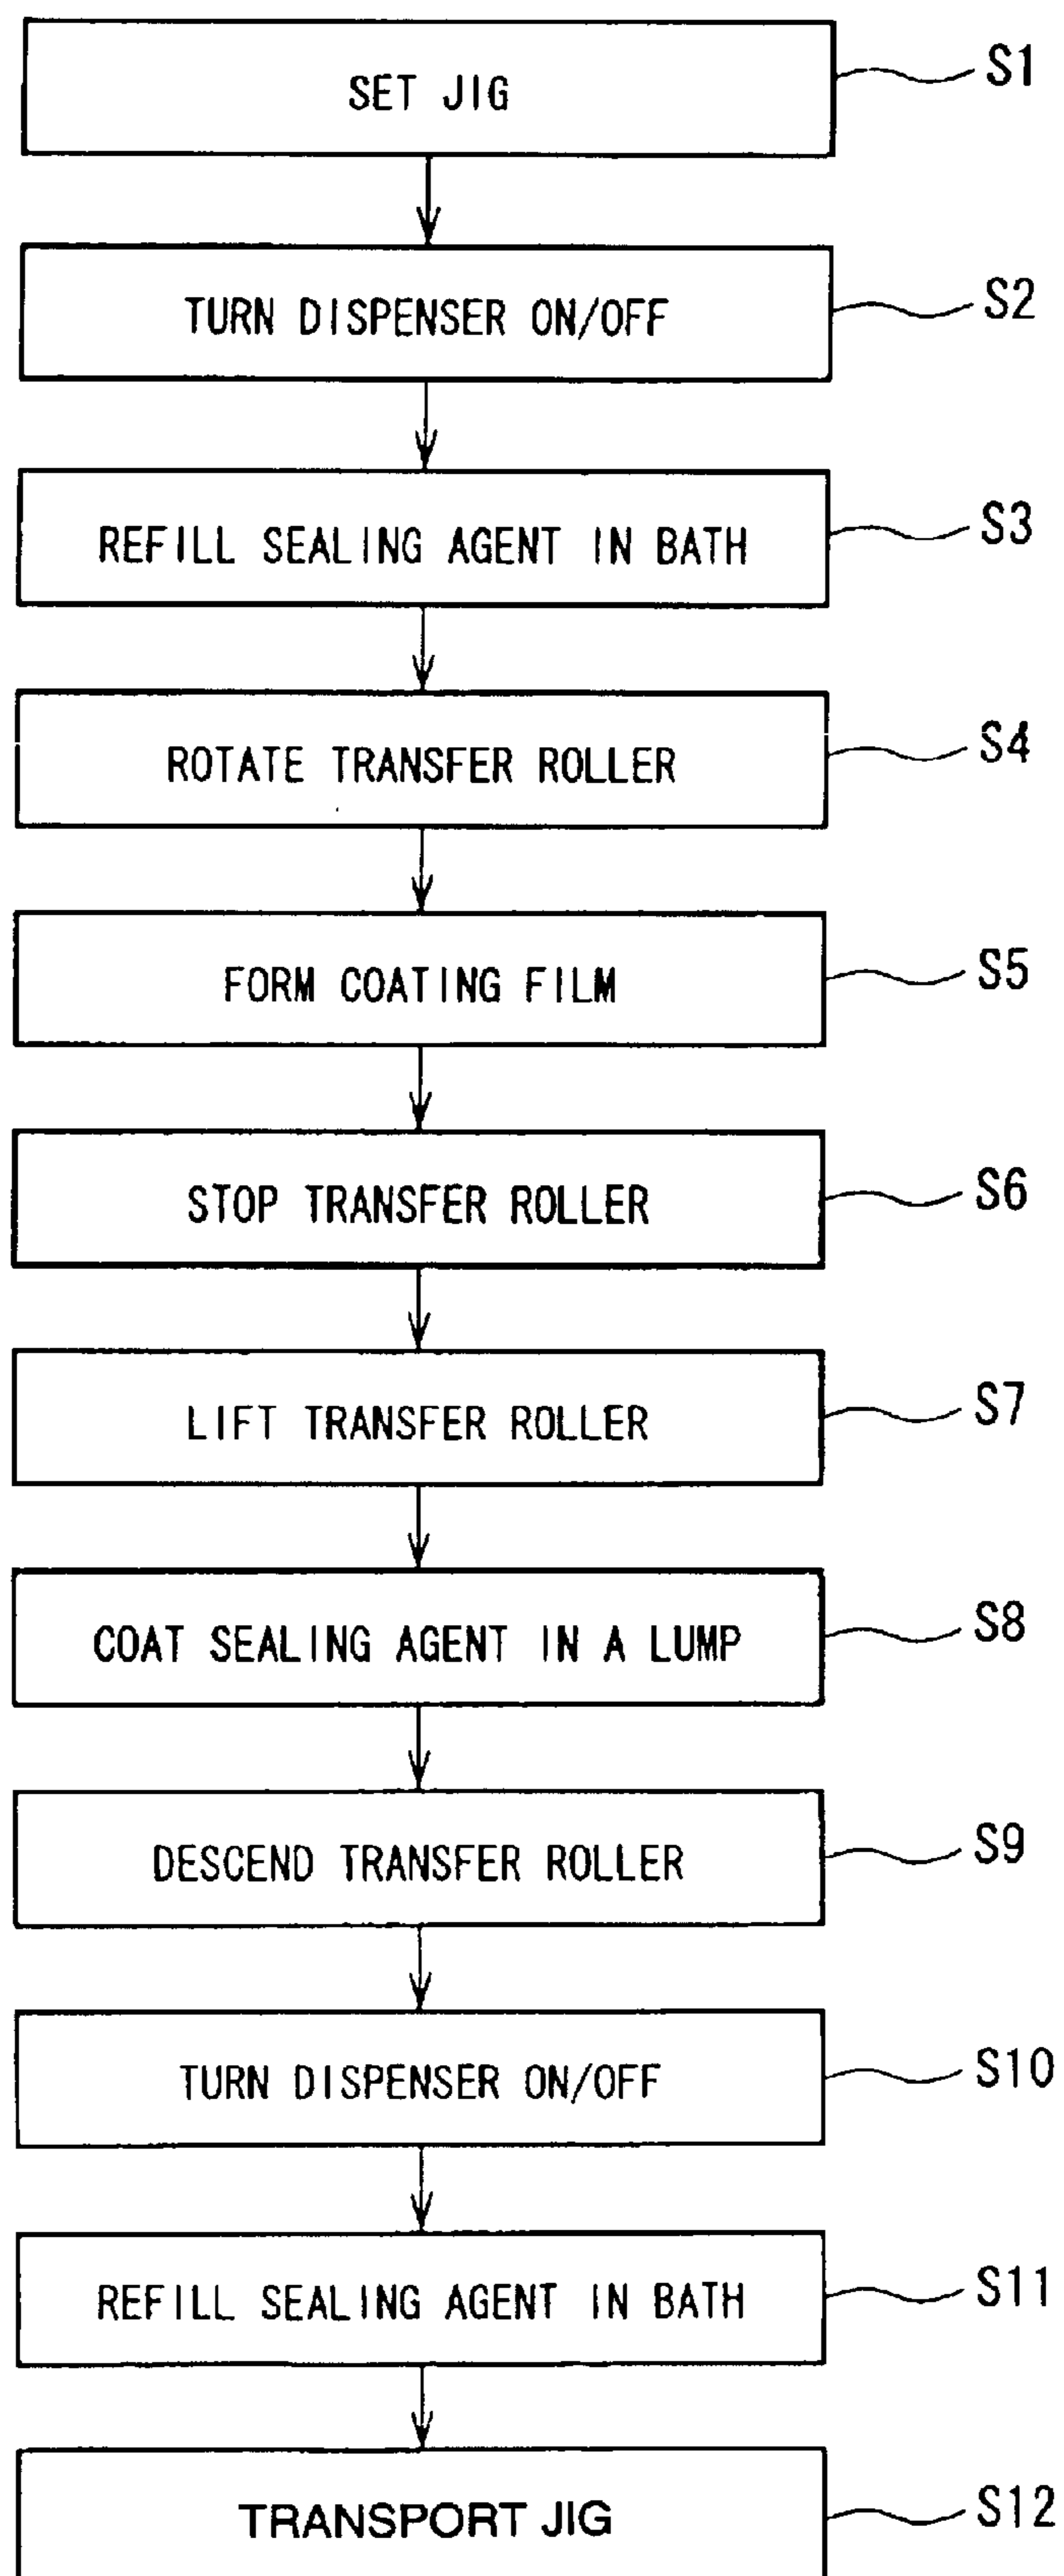 SET JIG S1
TURN DISPENSER ON/OFF S2
REFILL SEALING AGENT IN BATH S3
ROTATE TRANSFER ROLLER S4
FORM COATING FILM S5
STOP TRANSFER ROLLER S6
LIFT TRANSFER ROLLER S7
COAT SEALING AGENT IN A LUMP S8
DESCEND TRANSFER ROLLER S9
TURN DISPENSER ON/OFF S10
REFILL SEALING AGENT IN BATH S11
TRANSPORT JIG S12